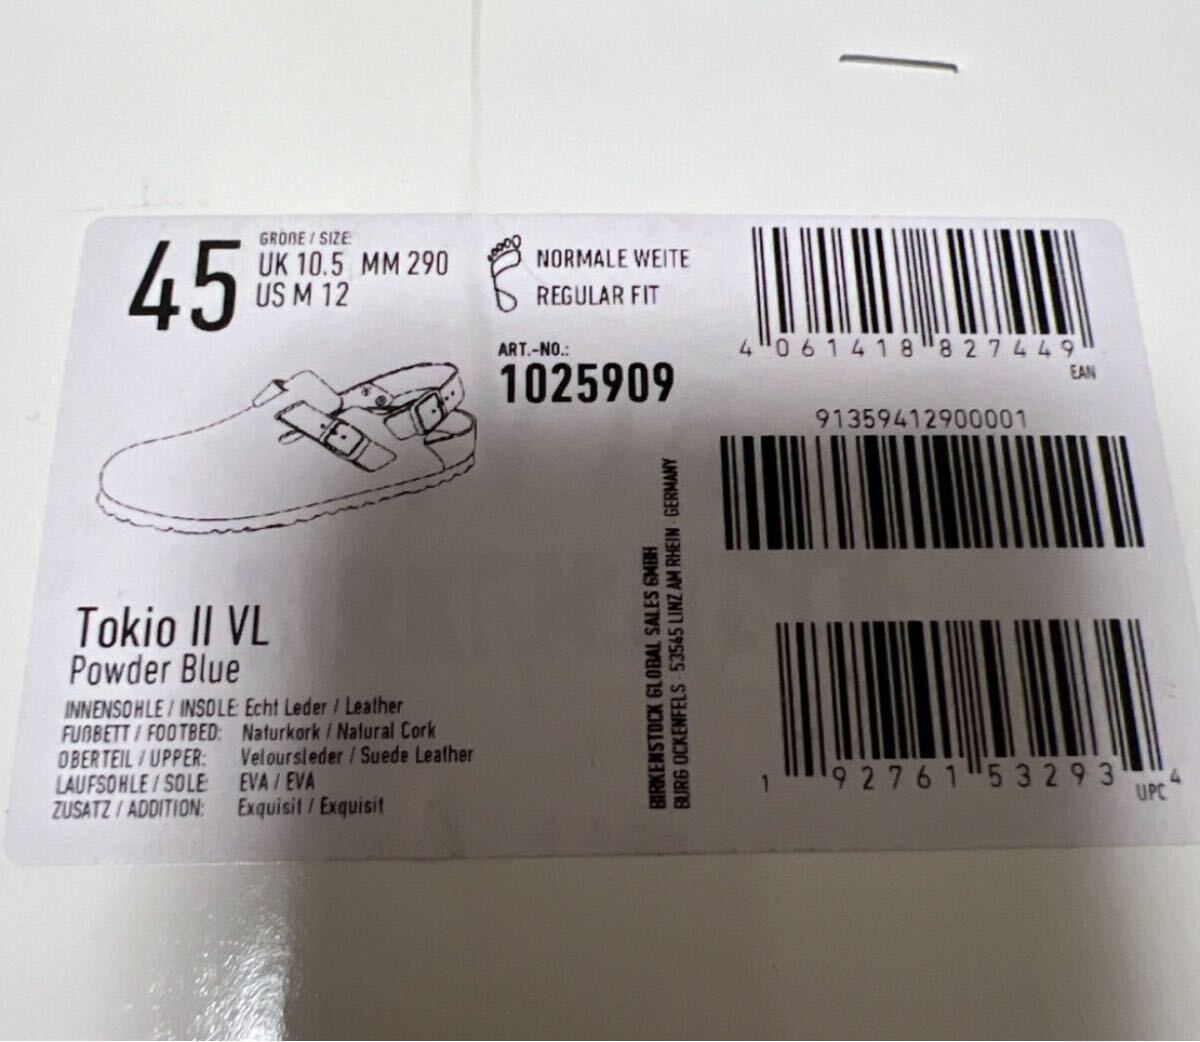 45
GRÖßE / SIZE:
UK 10.5 MM 290
US M 12
NORMALE WEITE
REGULAR FIT
ART.-NO.:
1025909
4 061418 827449
EAN
91359412900001
Tokio II VL
Powder Blue
INNENSOHLE / INSOLE: Echt Leder / Leather
FUßBETT / FOOTBED: Naturkork / Natural Cork
OBERTEIL / UPPER: Veloursleder / Suede Leather
LAUFSOHLE / SOLE: EVA / EVA
ZUSATZ / ADDITION: Exquisit / Exquisit
BIRKENSTOCK GLOBAL SALES GMBH
BURG OCKENFELS · 53545 LINZ AM RHEIN · GERMANY
1 92761 53293 4
UPC